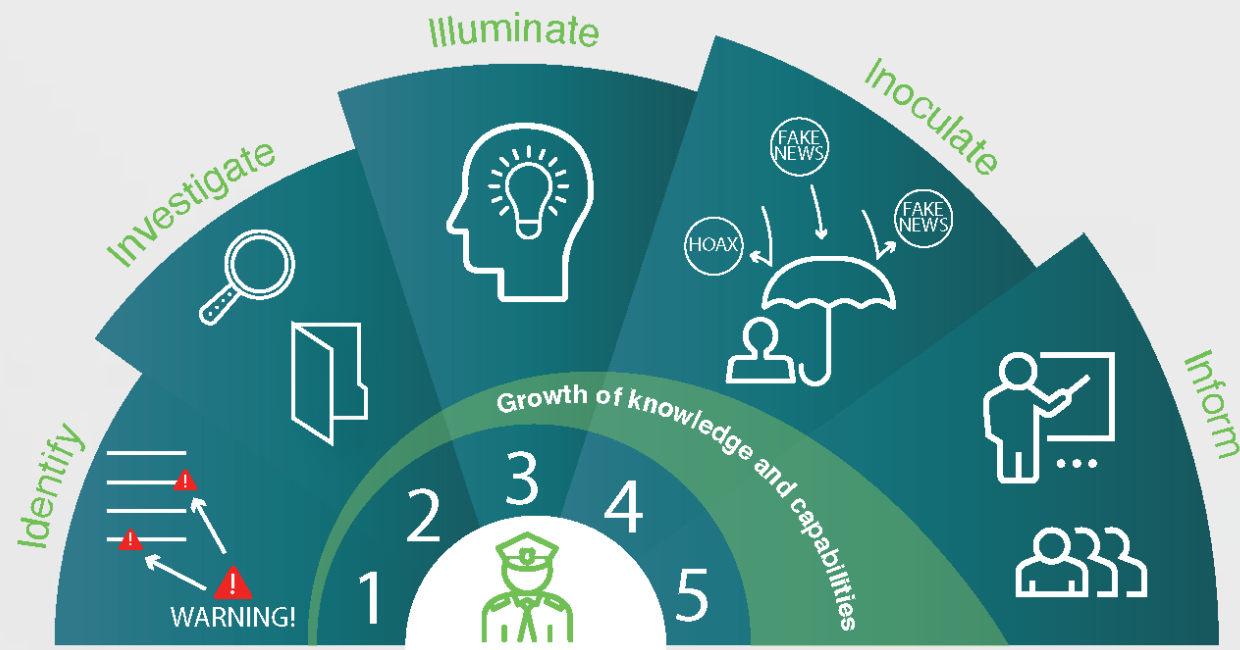 Identify
Investigate
Illuminate
Inoculate
Inform
WARNING!
HOAX
FAKE
NEWS
FAKE
NEWS
Growth of knowledge and capabilities
1
2
3
4
5